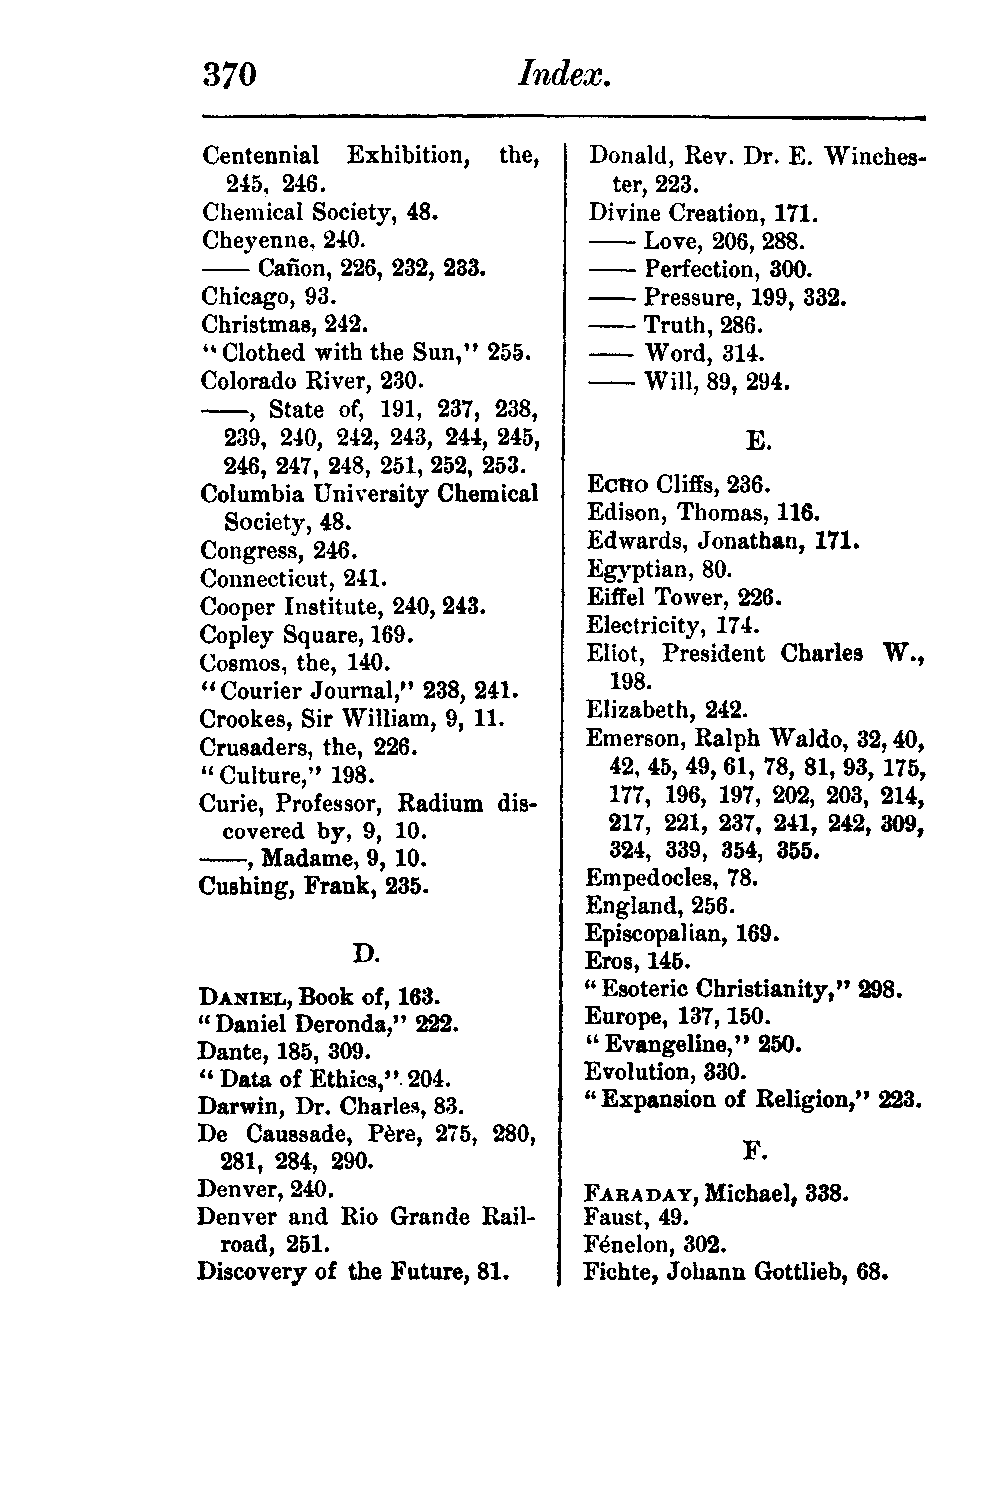 370
Index.
Centennial Exhibition, the,
245, 246.
Chemical Society, 48.
Cheyenne, 240.
—— Cañon, 226, 232, 233.
Chicago, 93.
Christmas, 242.
“Clothed with the Sun,” 255.
Colorado River, 230.
——, State of, 191, 237, 238,
239, 240, 242, 243, 244, 245,
246, 247, 248, 251, 252, 253.
Columbia University Chemical
Society, 48.
Congress, 246.
Connecticut, 241.
Cooper Institute, 240, 243.
Copley Square, 169.
Cosmos, the, 140.
“Courier Journal,” 238, 241.
Crookes, Sir William, 9, 11.
Crusaders, the, 226.
“Culture,” 198.
Curie, Professor, Radium dis-
covered by, 9, 10.
——, Madame, 9, 10.
Cushing, Frank, 235.
D.
DANIEL, Book of, 163.
“Daniel Deronda,” 222.
Dante, 185, 309.
“Data of Ethics,” 204.
Darwin, Dr. Charles, 83.
De Caussade, Père, 275, 280,
281, 284, 290.
Denver, 240.
Denver and Rio Grande Rail-
road, 251.
Discovery of the Future, 81.
Donald, Rev. Dr. E. Winches-
ter, 223.
Divine Creation, 171.
—— Love, 206, 288.
—— Perfection, 300.
—— Pressure, 199, 332.
—— Truth, 286.
—— Word, 314.
—— Will, 89, 294.
E.
ECHO Cliffs, 236.
Edison, Thomas, 116.
Edwards, Jonathan, 171.
Egyptian, 80.
Eiffel Tower, 226.
Electricity, 174.
Eliot, President Charles W.,
198.
Elizabeth, 242.
Emerson, Ralph Waldo, 32, 40,
42, 45, 49, 61, 78, 81, 93, 175,
177, 196, 197, 202, 203, 214,
217, 221, 237, 241, 242, 309,
324, 339, 354, 355.
Empedocles, 78.
England, 256.
Episcopalian, 169.
Eros, 145.
“Esoteric Christianity,” 298.
Europe, 137, 150.
“Evangeline,” 250.
Evolution, 330.
“Expansion of Religion,” 223.
F.
FARADAY, Michael, 338.
Faust, 49.
Fénelon, 302.
Fichte, Johann Gottlieb, 68.